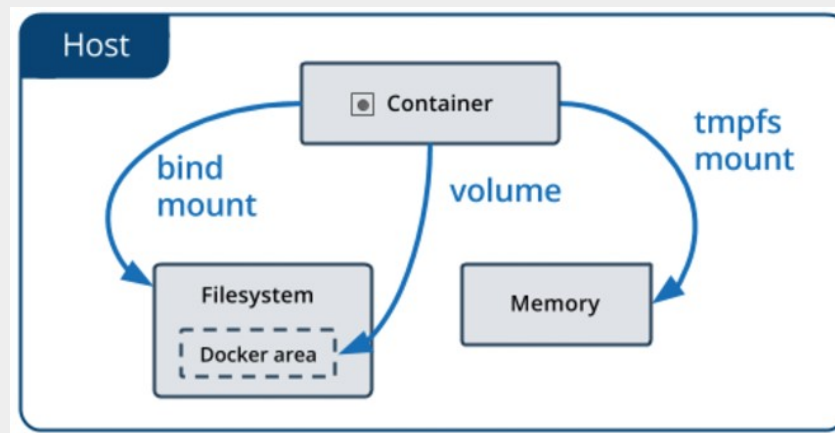 Host
Container
bind
mount
volume
tmpfs
mount
Filesystem
Docker area
Memory